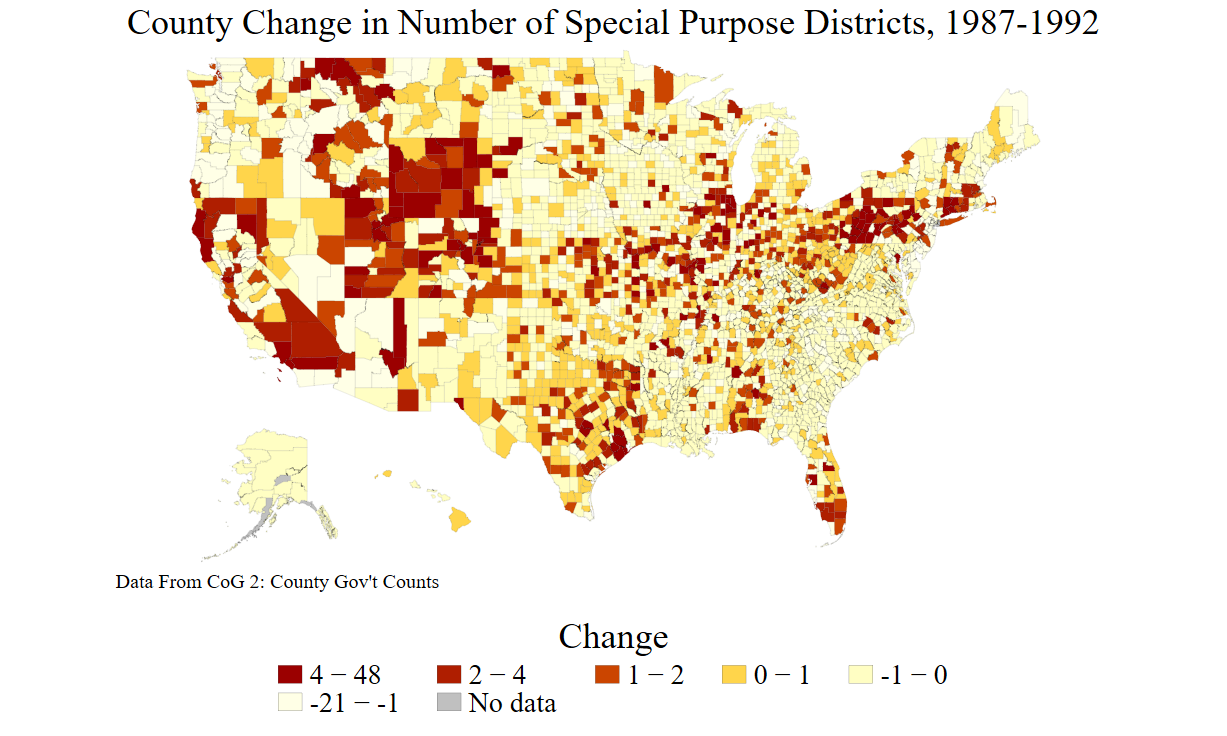 County Change in Number of Special Purpose Districts, 1987-1992
Data From CoG 2: County Gov't Counts
Change
4 − 48
2 − 4
1 − 2
0 − 1
-1 − 0
-21 − -1
No data